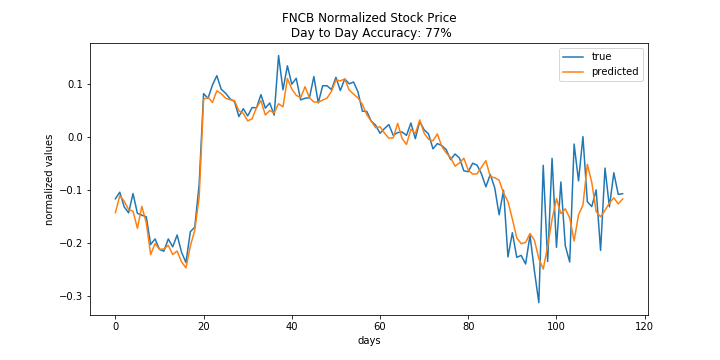 FNCB Normalized Stock Price
Day to Day Accuracy: 77%
true
predicted
normalized values
0.1
0.0
−0.1
−0.2
−0.3
0
20
40
60
80
100
120
days